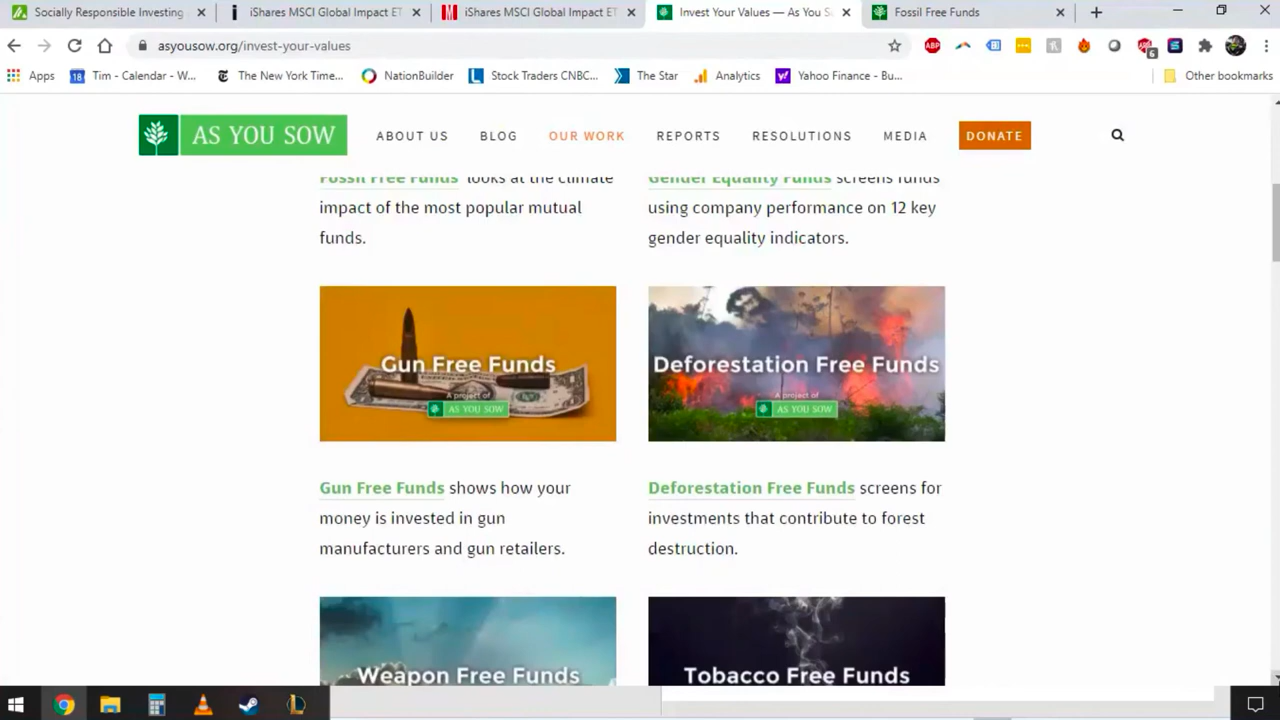 Socially Responsible Investing
iShares MSCI Global Impact ET
iShares MSCI Global Impact ET
Invest Your Values — As You S
Fossil Free Funds
asyousow.org/invest-your-values
ABP
6
Apps
18
Tim - Calendar - W...
The New York Time...
NationBuilder
Stock Traders CNBC...
The Star
Analytics
Yahoo Finance - Bu...
Other bookmarks
AS YOU SOW
ABOUT US
BLOG
OUR WORK
REPORTS
RESOLUTIONS
MEDIA
DONATE
Fossil Free Funds looks at the climate
impact of the most popular mutual
funds.
Gender Equality Funds screens funds
using company performance on 12 key
gender equality indicators.
Gun Free Funds
A project of
AS YOU SOW
Deforestation Free Funds
A project of
AS YOU SOW
Gun Free Funds shows how your
money is invested in gun
manufacturers and gun retailers.
Deforestation Free Funds screens for
investments that contribute to forest
destruction.
Weapon Free Funds
Tobacco Free Funds